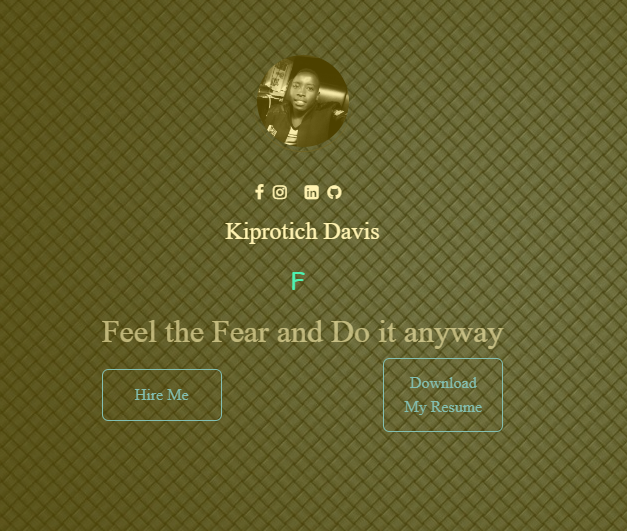 Kiprotich Davis
F
Feel the Fear and Do it anyway
Hire Me
Download
My Resume